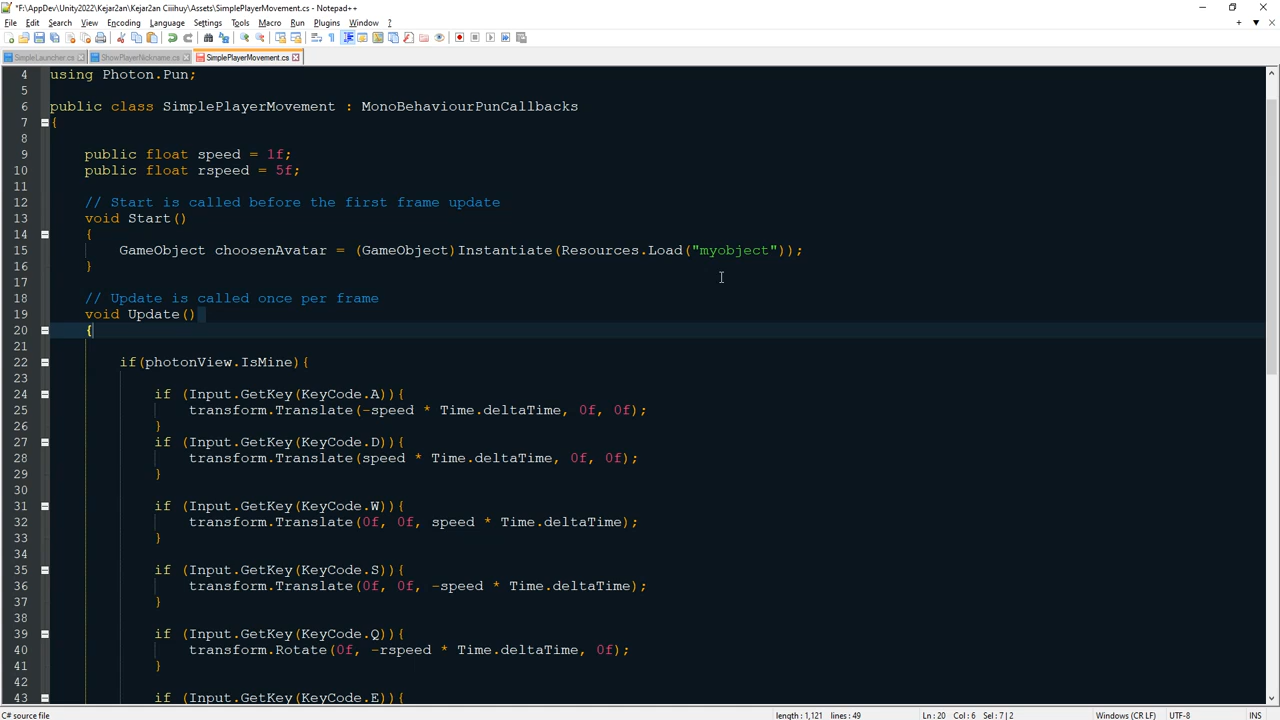 *F:\AppDev\Unity2022\Kejar2an\Kejar2an Ciiihuy\Assets\SimplePlayerMovement.cs - Notepad++
File Edit Search View Encoding Language Settings Tools Macro Run Plugins Window ?
SimpleLauncher.cs ShowPlayerNickname.cs SimplePlayerMovement.cs
4 using Photon.Pun;
5
6 public class SimplePlayerMovement : MonoBehaviourPunCallbacks
7 {
8
9 public float speed = 1f;
10 public float rspeed = 5f;
11
12 // Start is called before the first frame update
13 void Start()
14 {
15 GameObject choosenAvatar = (GameObject)Instantiate(Resources.Load("myobject"));
16 }
17
18 // Update is called once per frame
19 void Update()
20 {
21
22 if(photonView.IsMine){
23
24 if (Input.GetKey(KeyCode.A)){
25 transform.Translate(-speed * Time.deltaTime, 0f, 0f);
26 }
27 if (Input.GetKey(KeyCode.D)){
28 transform.Translate(speed * Time.deltaTime, 0f, 0f);
29 }
30
31 if (Input.GetKey(KeyCode.W)){
32 transform.Translate(0f, 0f, speed * Time.deltaTime);
33 }
34
35 if (Input.GetKey(KeyCode.S)){
36 transform.Translate(0f, 0f, -speed * Time.deltaTime);
37 }
38
39 if (Input.GetKey(KeyCode.Q)){
40 transform.Rotate(0f, -rspeed * Time.deltaTime, 0f);
41 }
42
43 if (Input.GetKey(KeyCode.E)){
C# source file length : 1,121 lines : 49 Ln : 20 Col : 6 Sel : 7 | 2 Windows (CR LF) UTF-8 INS